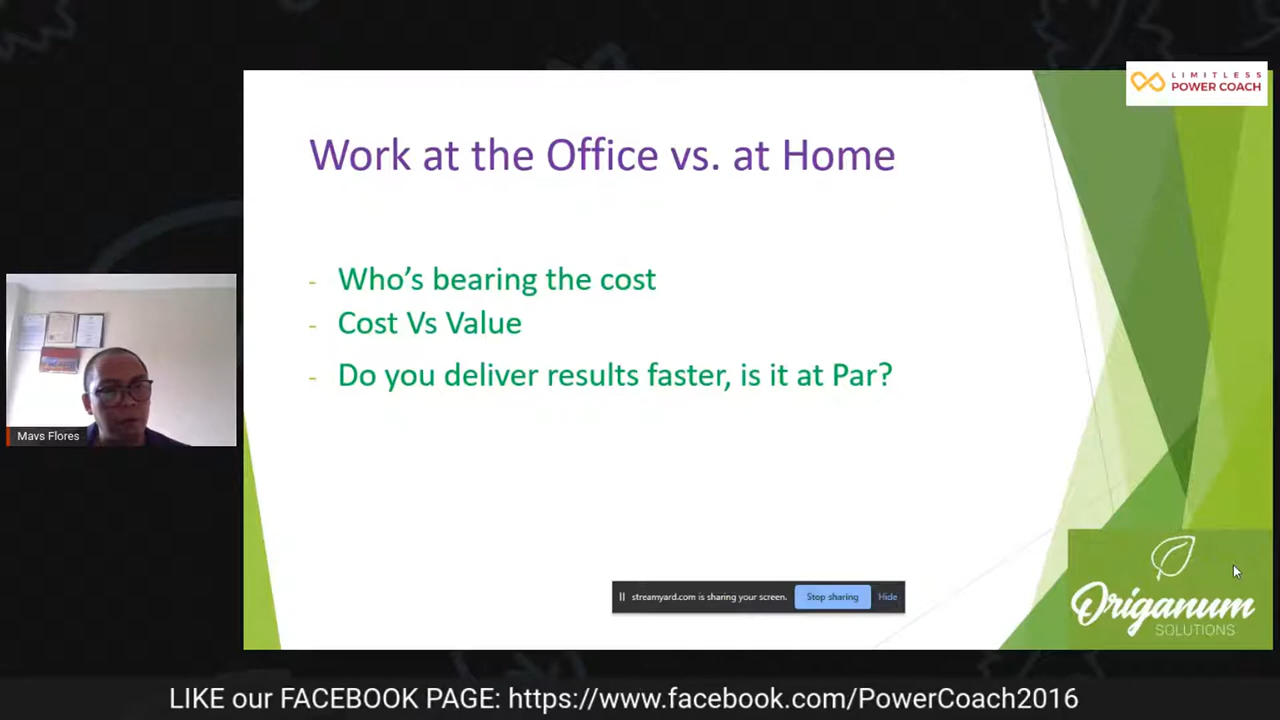 LIMITLESS
POWER COACH
Work at the Office vs. at Home
- Who’s bearing the cost
- Cost Vs Value
- Do you deliver results faster, is it at Par?
Mavs Flores
streamyard.com is sharing your screen. Stop sharing Hide
Origanum
SOLUTIONS
LIKE our FACEBOOK PAGE: https://www.facebook.com/PowerCoach2016